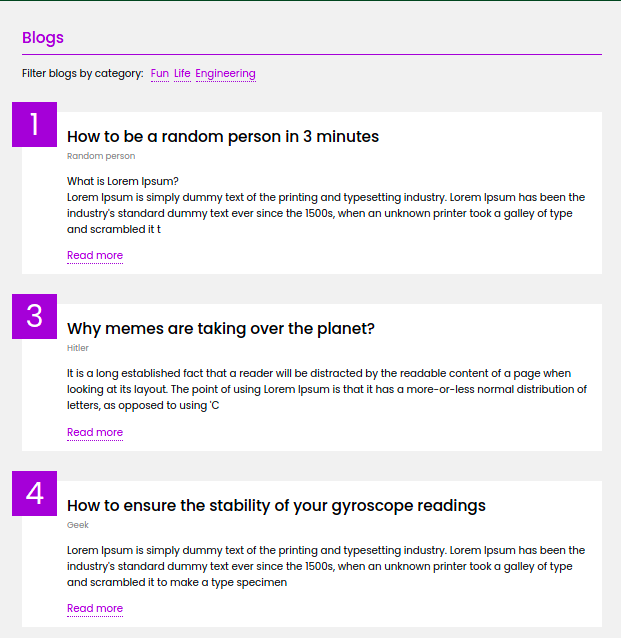 Blogs
Filter blogs by category: Fun Life Engineering
1
How to be a random person in 3 minutes
Random person
What is Lorem Ipsum?
Lorem Ipsum is simply dummy text of the printing and typesetting industry. Lorem Ipsum has been the
industry's standard dummy text ever since the 1500s, when an unknown printer took a galley of type
and scrambled it t
Read more
3
Why memes are taking over the planet?
Hitler
It is a long established fact that a reader will be distracted by the readable content of a page when
looking at its layout. The point of using Lorem Ipsum is that it has a more-or-less normal distribution of
letters, as opposed to using 'C
Read more
4
How to ensure the stability of your gyroscope readings
Geek
Lorem Ipsum is simply dummy text of the printing and typesetting industry. Lorem Ipsum has been the
industry's standard dummy text ever since the 1500s, when an unknown printer took a galley of type
and scrambled it to make a type specimen
Read more